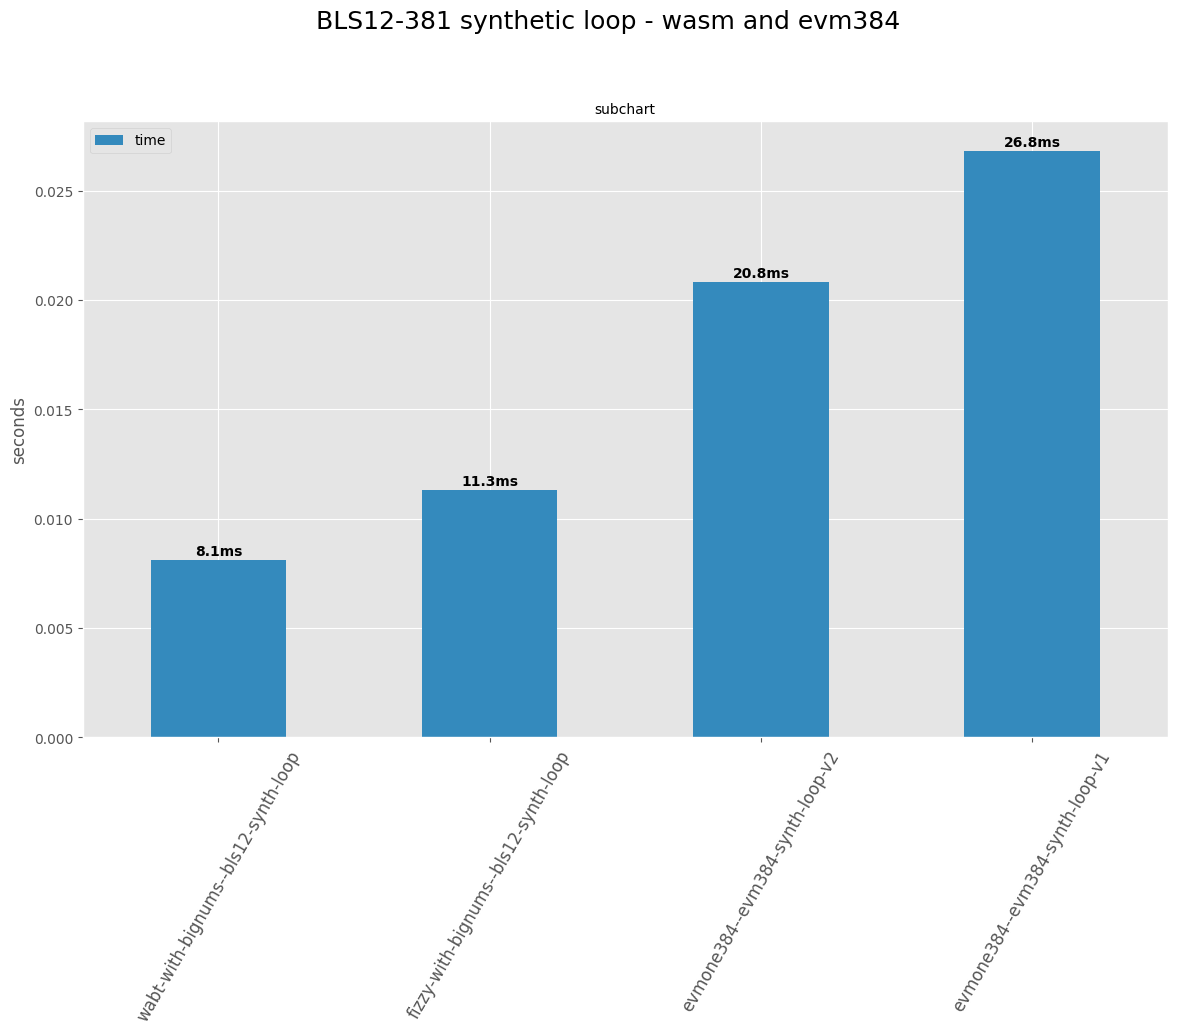 BLS12-381 synthetic loop - wasm and evm384
subchart
time
26.8ms
20.8ms
11.3ms
8.1ms
seconds
0.025
0.020
0.015
0.010
0.005
0.000
wabt-with-bignums--bls12-synth-loop
fizzy-with-bignums--bls12-synth-loop
evmone384--evm384-synth-loop-v2
evmone384--evm384-synth-loop-v1